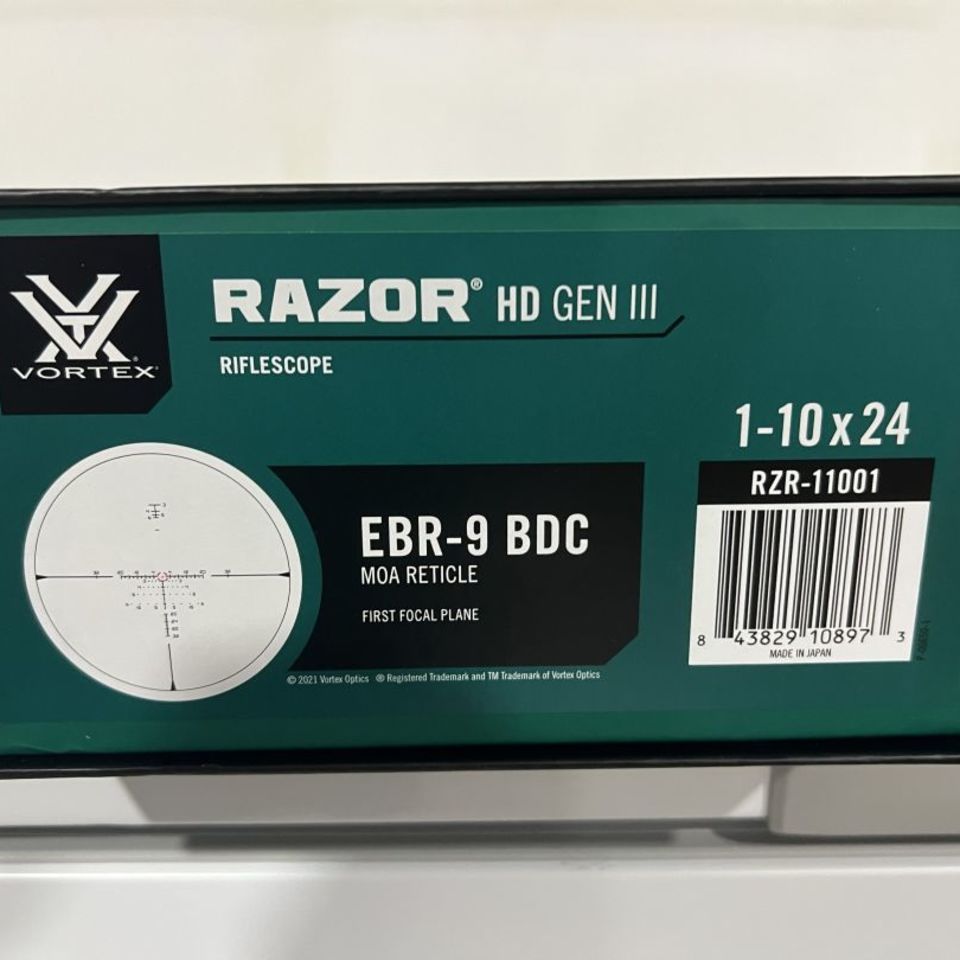 VORTEX®
RAZOR® HD GEN III
RIFLESCOPE
1-10 x 24
RZR-11001
EBR-9 BDC
MOA RETICLE
FIRST FOCAL PLANE
8 43829 10897 3
MADE IN JAPAN
© 2021 Vortex Optics ® Registered Trademark and TM Trademark of Vortex Optics